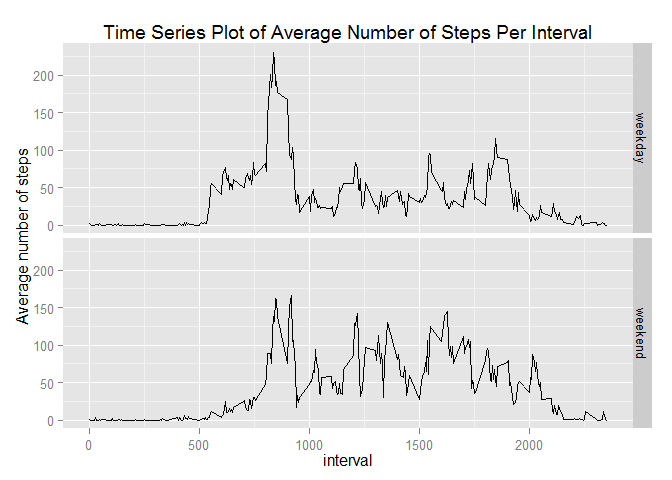 Time Series Plot of Average Number of Steps Per Interval
Average number of steps
200
150
100
50
0
weekday
200
150
100
50
0
weekend
0 500 1000 1500 2000
interval